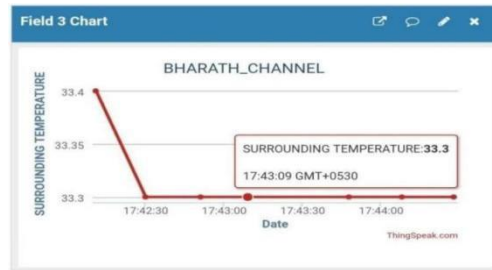 Field 3 Chart
BHARATH_CHANNEL
SURROUNDING TEMPERATURE
33.4
33.35
33.3
SURROUNDING TEMPERATURE:33.3
17:43:09 GMT+0530
17:42:30 17:43:00 17:43:30 17:44:00
Date
ThingSpeak.com